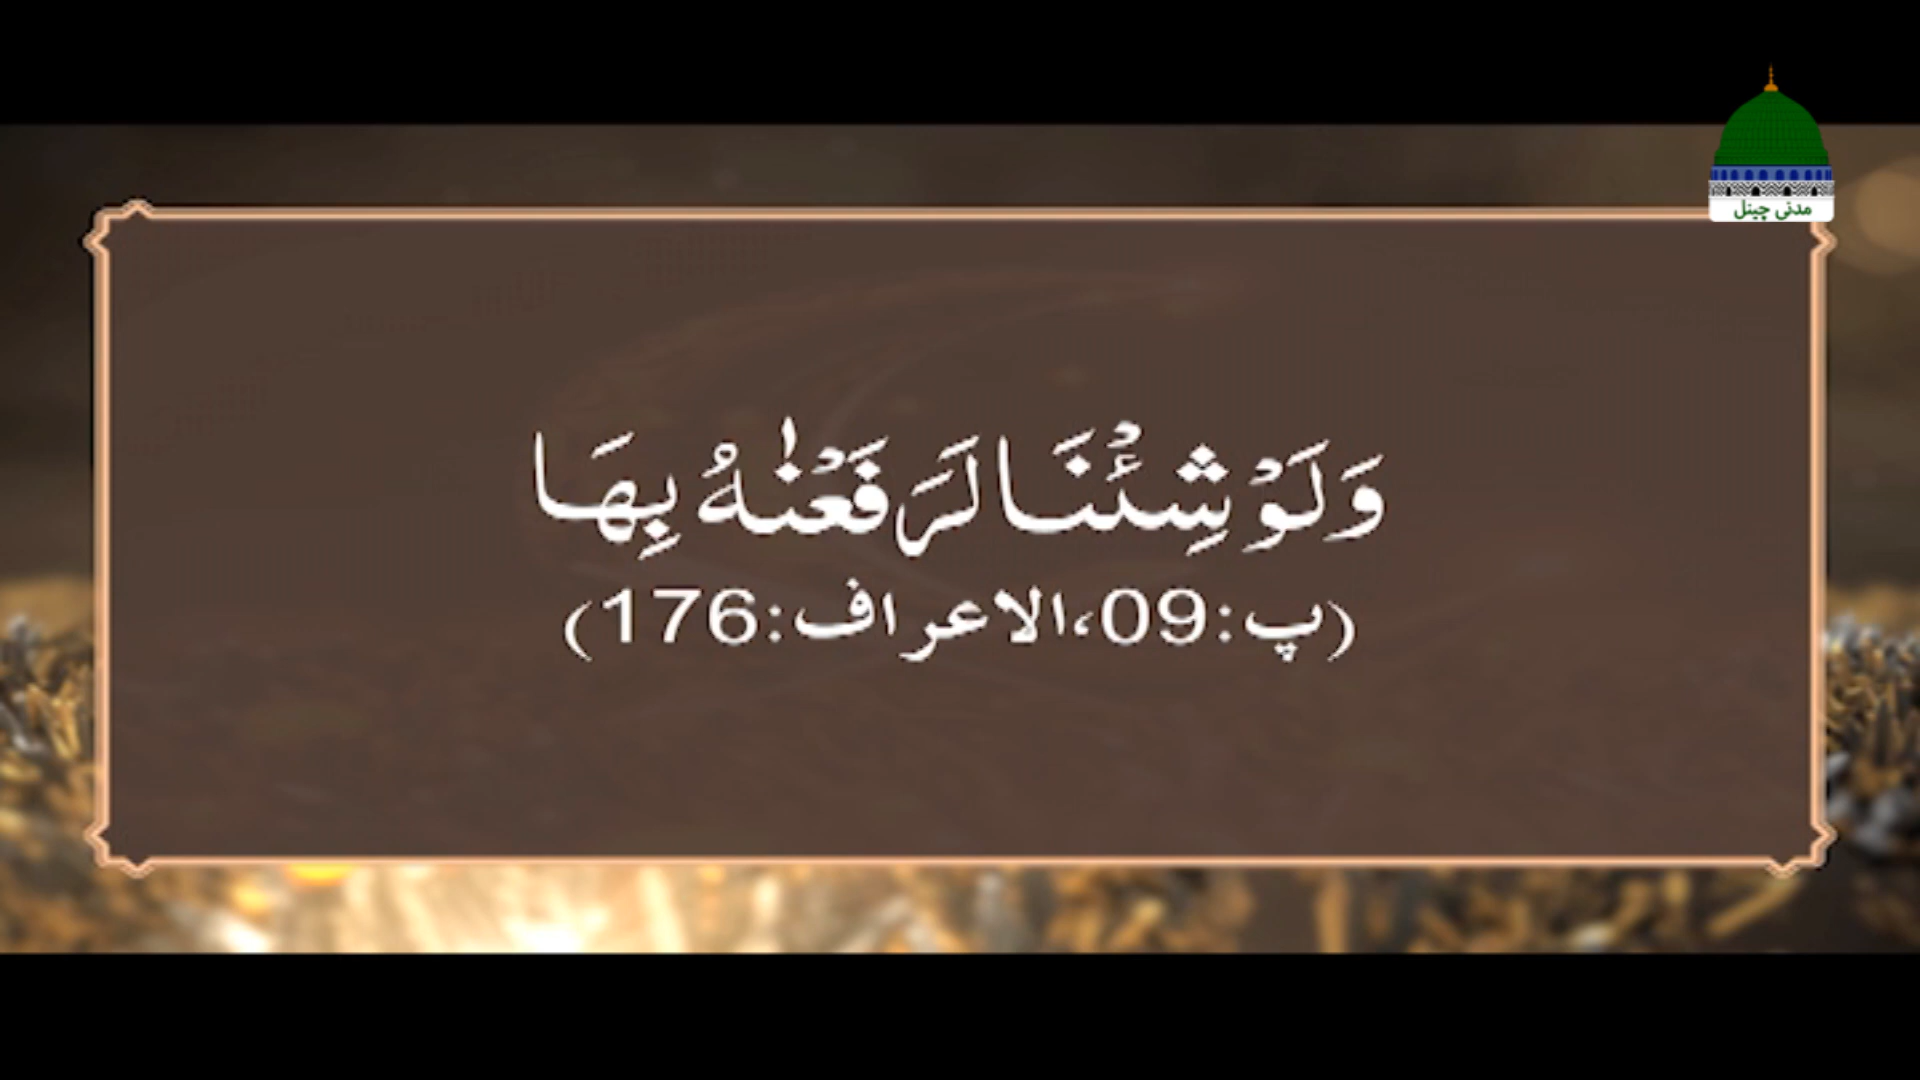 مدنی چینل
وَلَوْ شِئْنَا لَرَفَعْنٰهُ بِهَا
(پ:09،الاعراف:176)